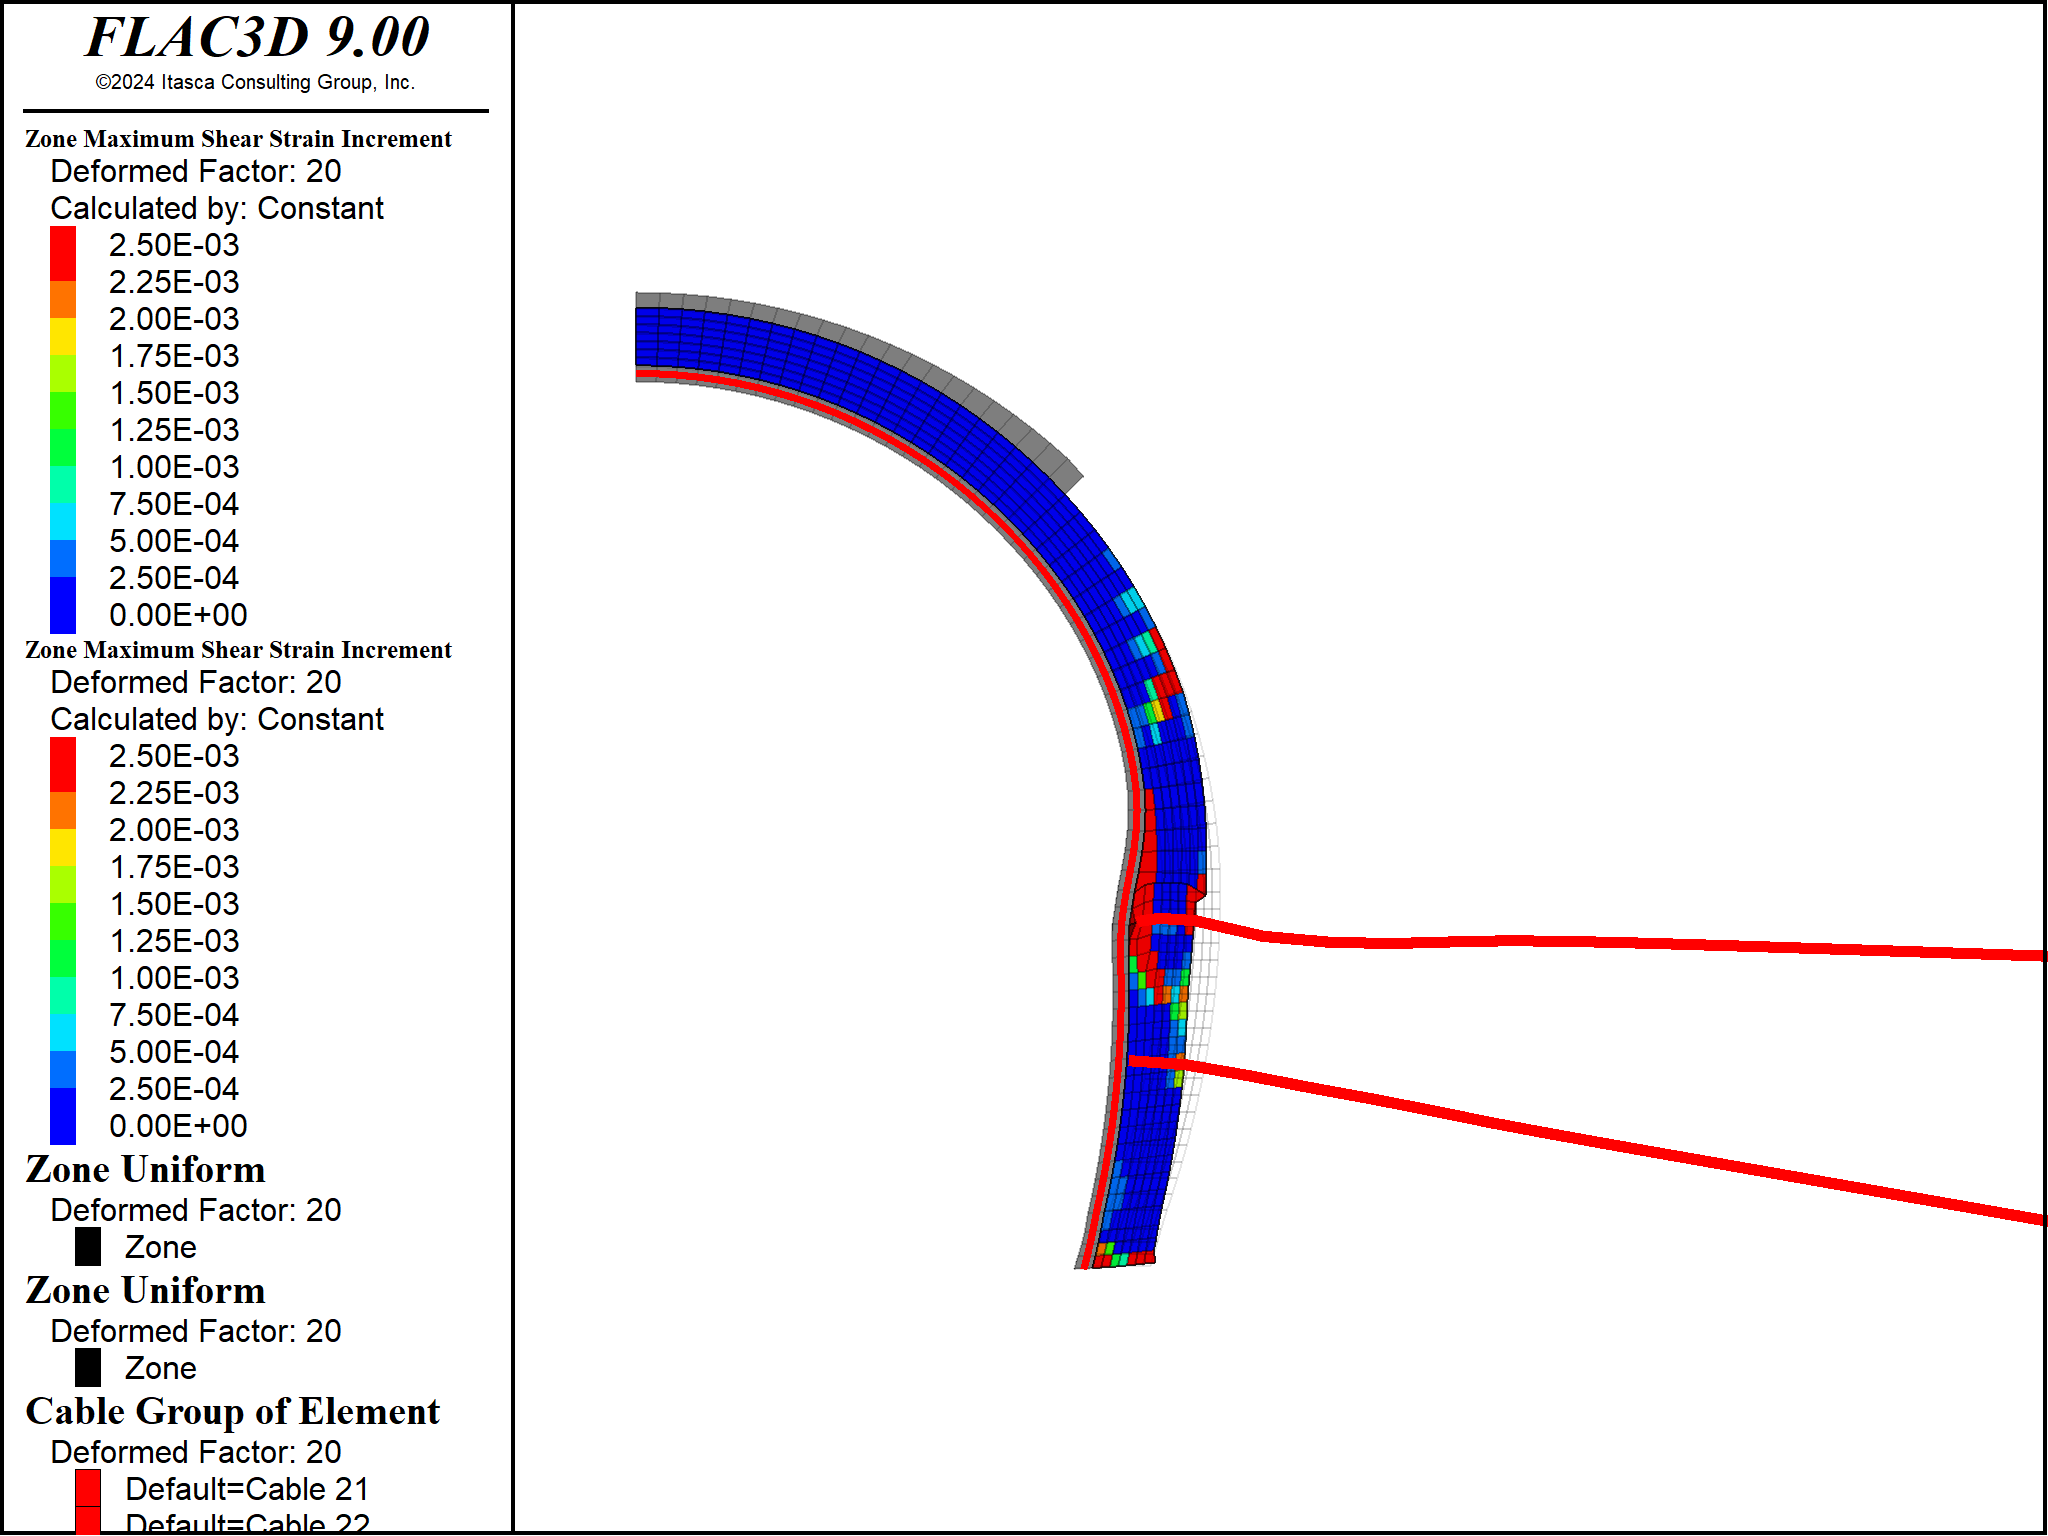 FLAC3D 9.00
©2024 Itasca Consulting Group, Inc.
Zone Maximum Shear Strain Increment
Deformed Factor: 20
Calculated by: Constant
2.50E-03
2.25E-03
2.00E-03
1.75E-03
1.50E-03
1.25E-03
1.00E-03
7.50E-04
5.00E-04
2.50E-04
0.00E+00
Zone Maximum Shear Strain Increment
Deformed Factor: 20
Calculated by: Constant
2.50E-03
2.25E-03
2.00E-03
1.75E-03
1.50E-03
1.25E-03
1.00E-03
7.50E-04
5.00E-04
2.50E-04
0.00E+00
Zone Uniform
Deformed Factor: 20
Zone
Zone Uniform
Deformed Factor: 20
Zone
Cable Group of Element
Deformed Factor: 20
Default=Cable 21
Default=Cable 22